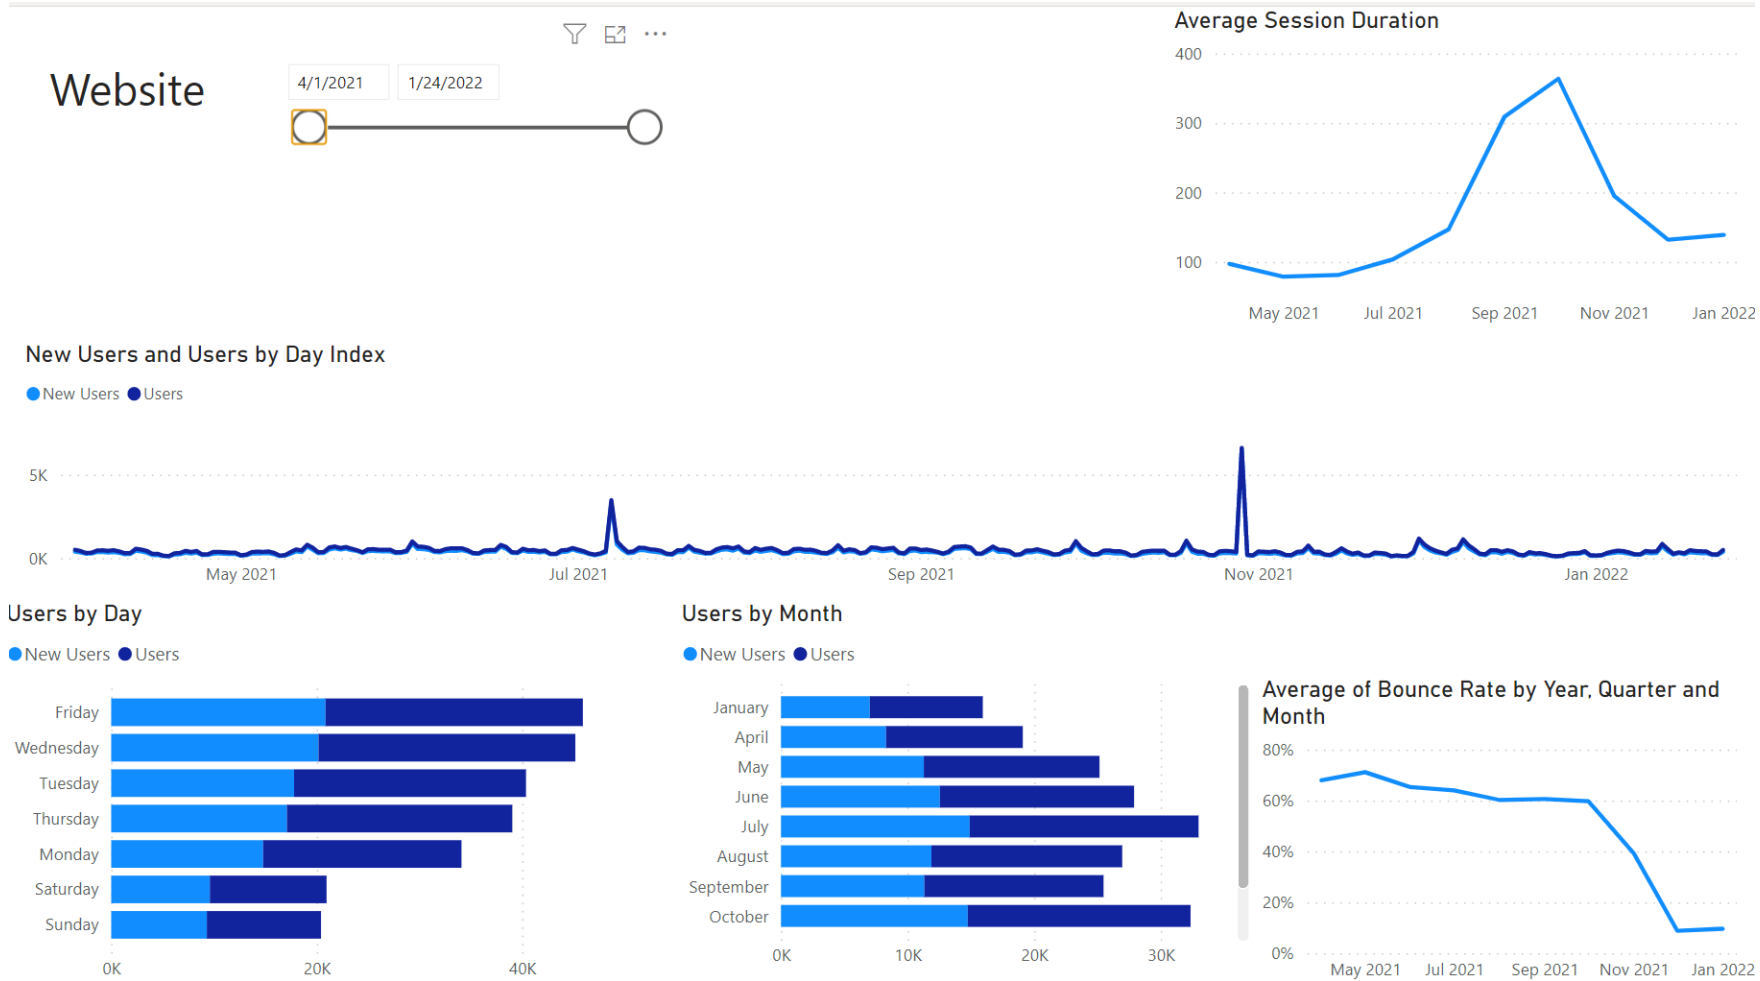 Website
4/1/2021 1/24/2022
Average Session Duration
400
300
200
100
May 2021 Jul 2021 Sep 2021 Nov 2021 Jan 2022
New Users and Users by Day Index
New Users Users
5K
0K
May 2021 Jul 2021 Sep 2021 Nov 2021 Jan 2022
Users by Day
New Users Users
Friday
Wednesday
Tuesday
Thursday
Monday
Saturday
Sunday
0K 20K 40K
Users by Month
New Users Users
January
April
May
June
July
August
September
October
0K 10K 20K 30K
Average of Bounce Rate by Year, Quarter and
Month
80%
60%
40%
20%
0%
May 2021 Jul 2021 Sep 2021 Nov 2021 Jan 2022